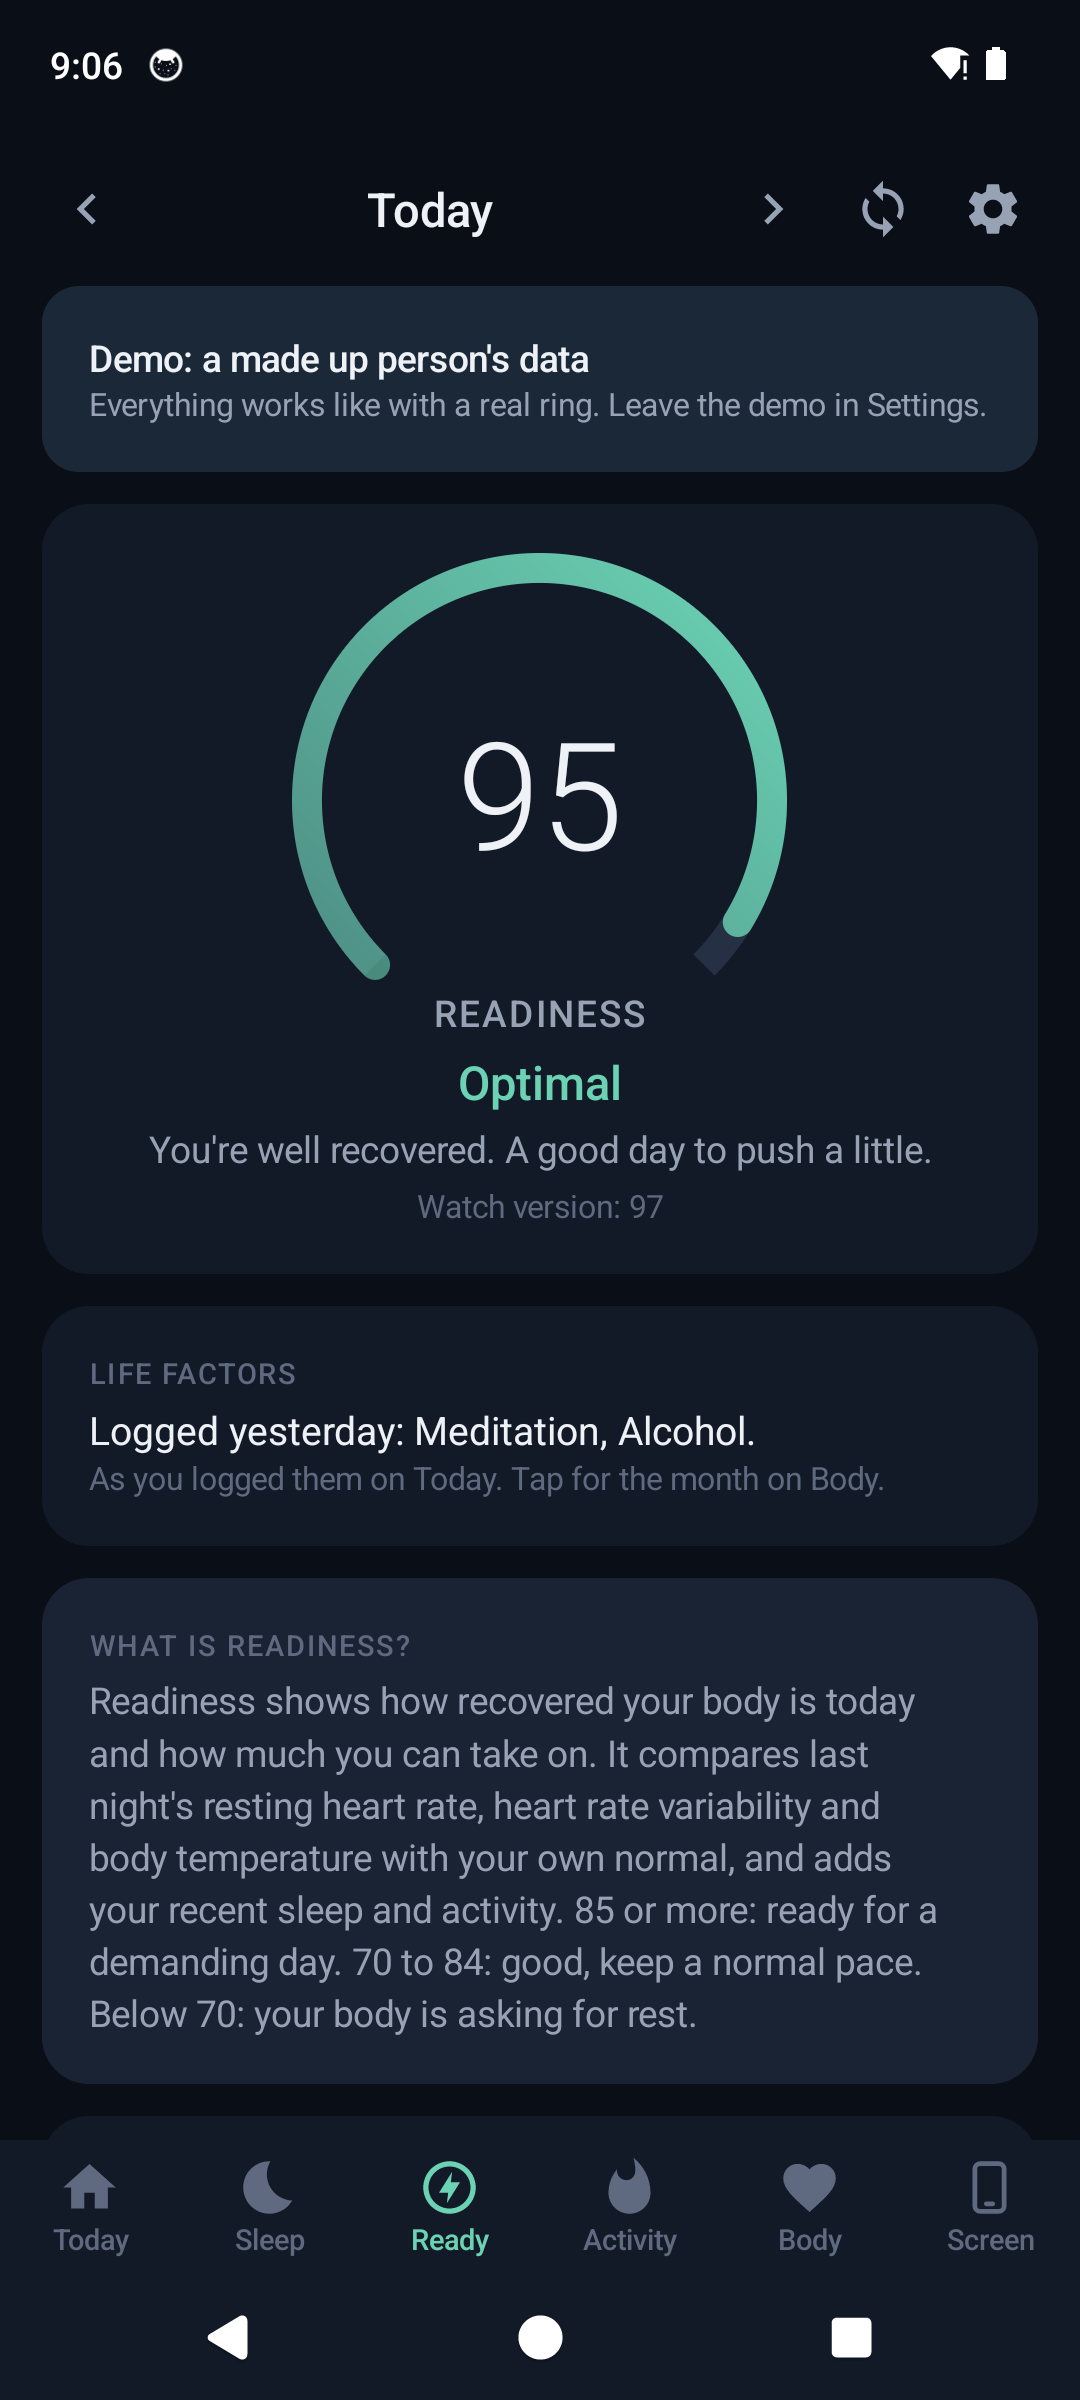 9:06
Today
Demo: a made up person's data
Everything works like with a real ring. Leave the demo in Settings.
95
READINESS
Optimal
You're well recovered. A good day to push a little.
Watch version: 97
LIFE FACTORS
Logged yesterday: Meditation, Alcohol.
As you logged them on Today. Tap for the month on Body.
WHAT IS READINESS?
Readiness shows how recovered your body is today
and how much you can take on. It compares last
night's resting heart rate, heart rate variability and
body temperature with your own normal, and adds
your recent sleep and activity. 85 or more: ready for a
demanding day. 70 to 84: good, keep a normal pace.
Below 70: your body is asking for rest.
Today Sleep Ready Activity Body Screen